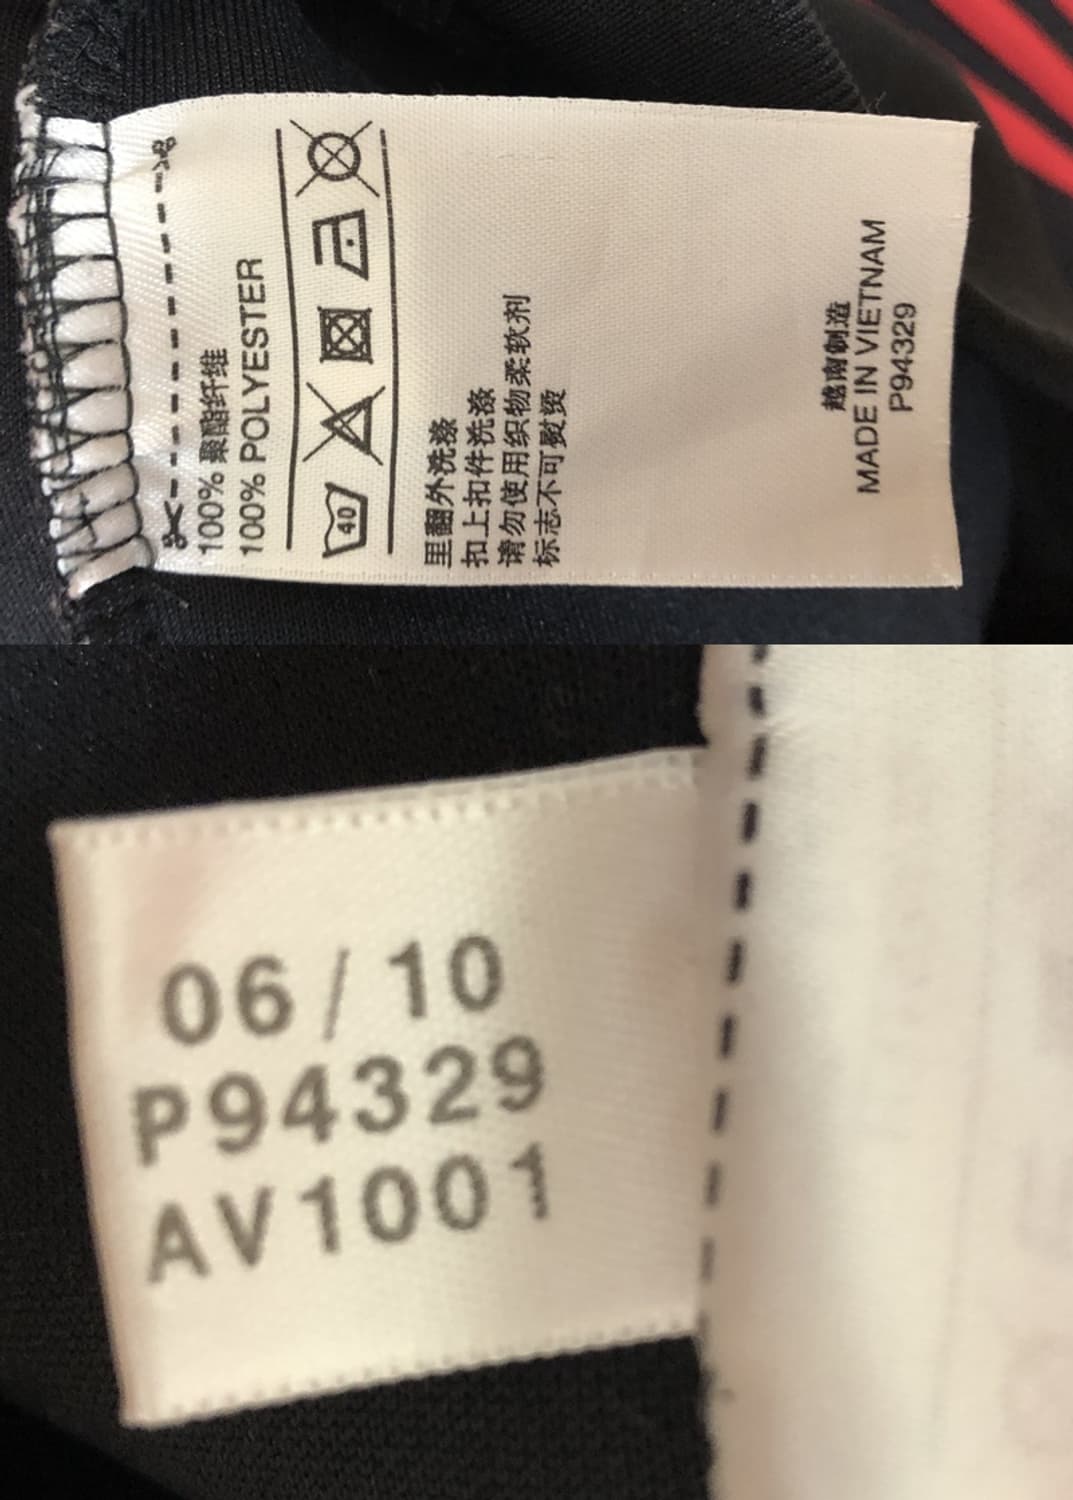 100% 聚酯纤维
100% POLYESTER
40
里翻外洗涤
扣上扣件洗涤
请勿使用织物柔软剂
标志不可熨烫
越南制造
MADE IN VIETNAM
P94329
06/10
P94329
AV1001